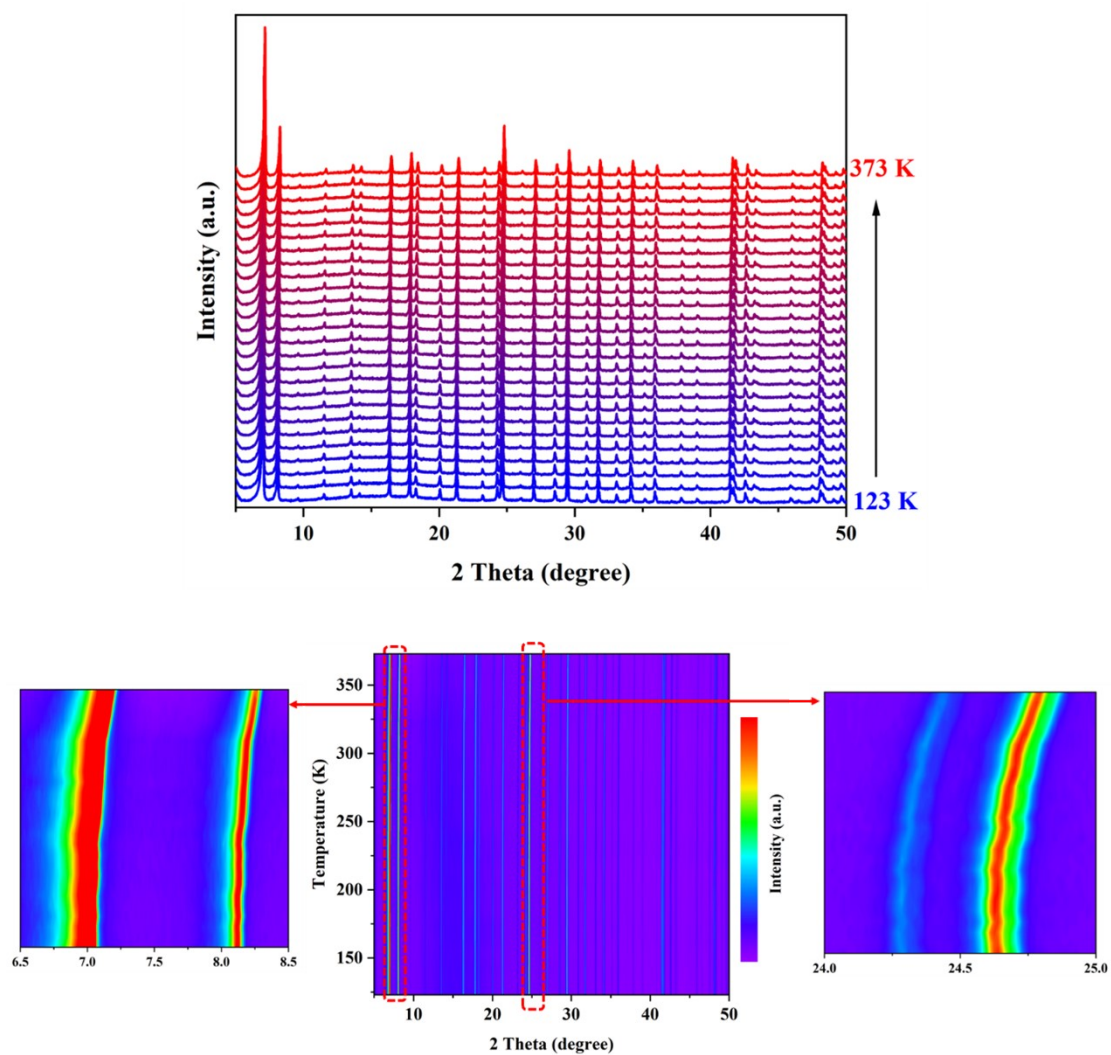 Intensity (a.u.)
373 K
123 K
10 20 30 40 50
2 Theta (degree)
350
300
250
200
150
Temperature (K)
10 20 30 40 50
2 Theta (degree)
Intensity (a.u.)
6.5 7.0 7.5 8.0 8.5
24.0 24.5 25.0